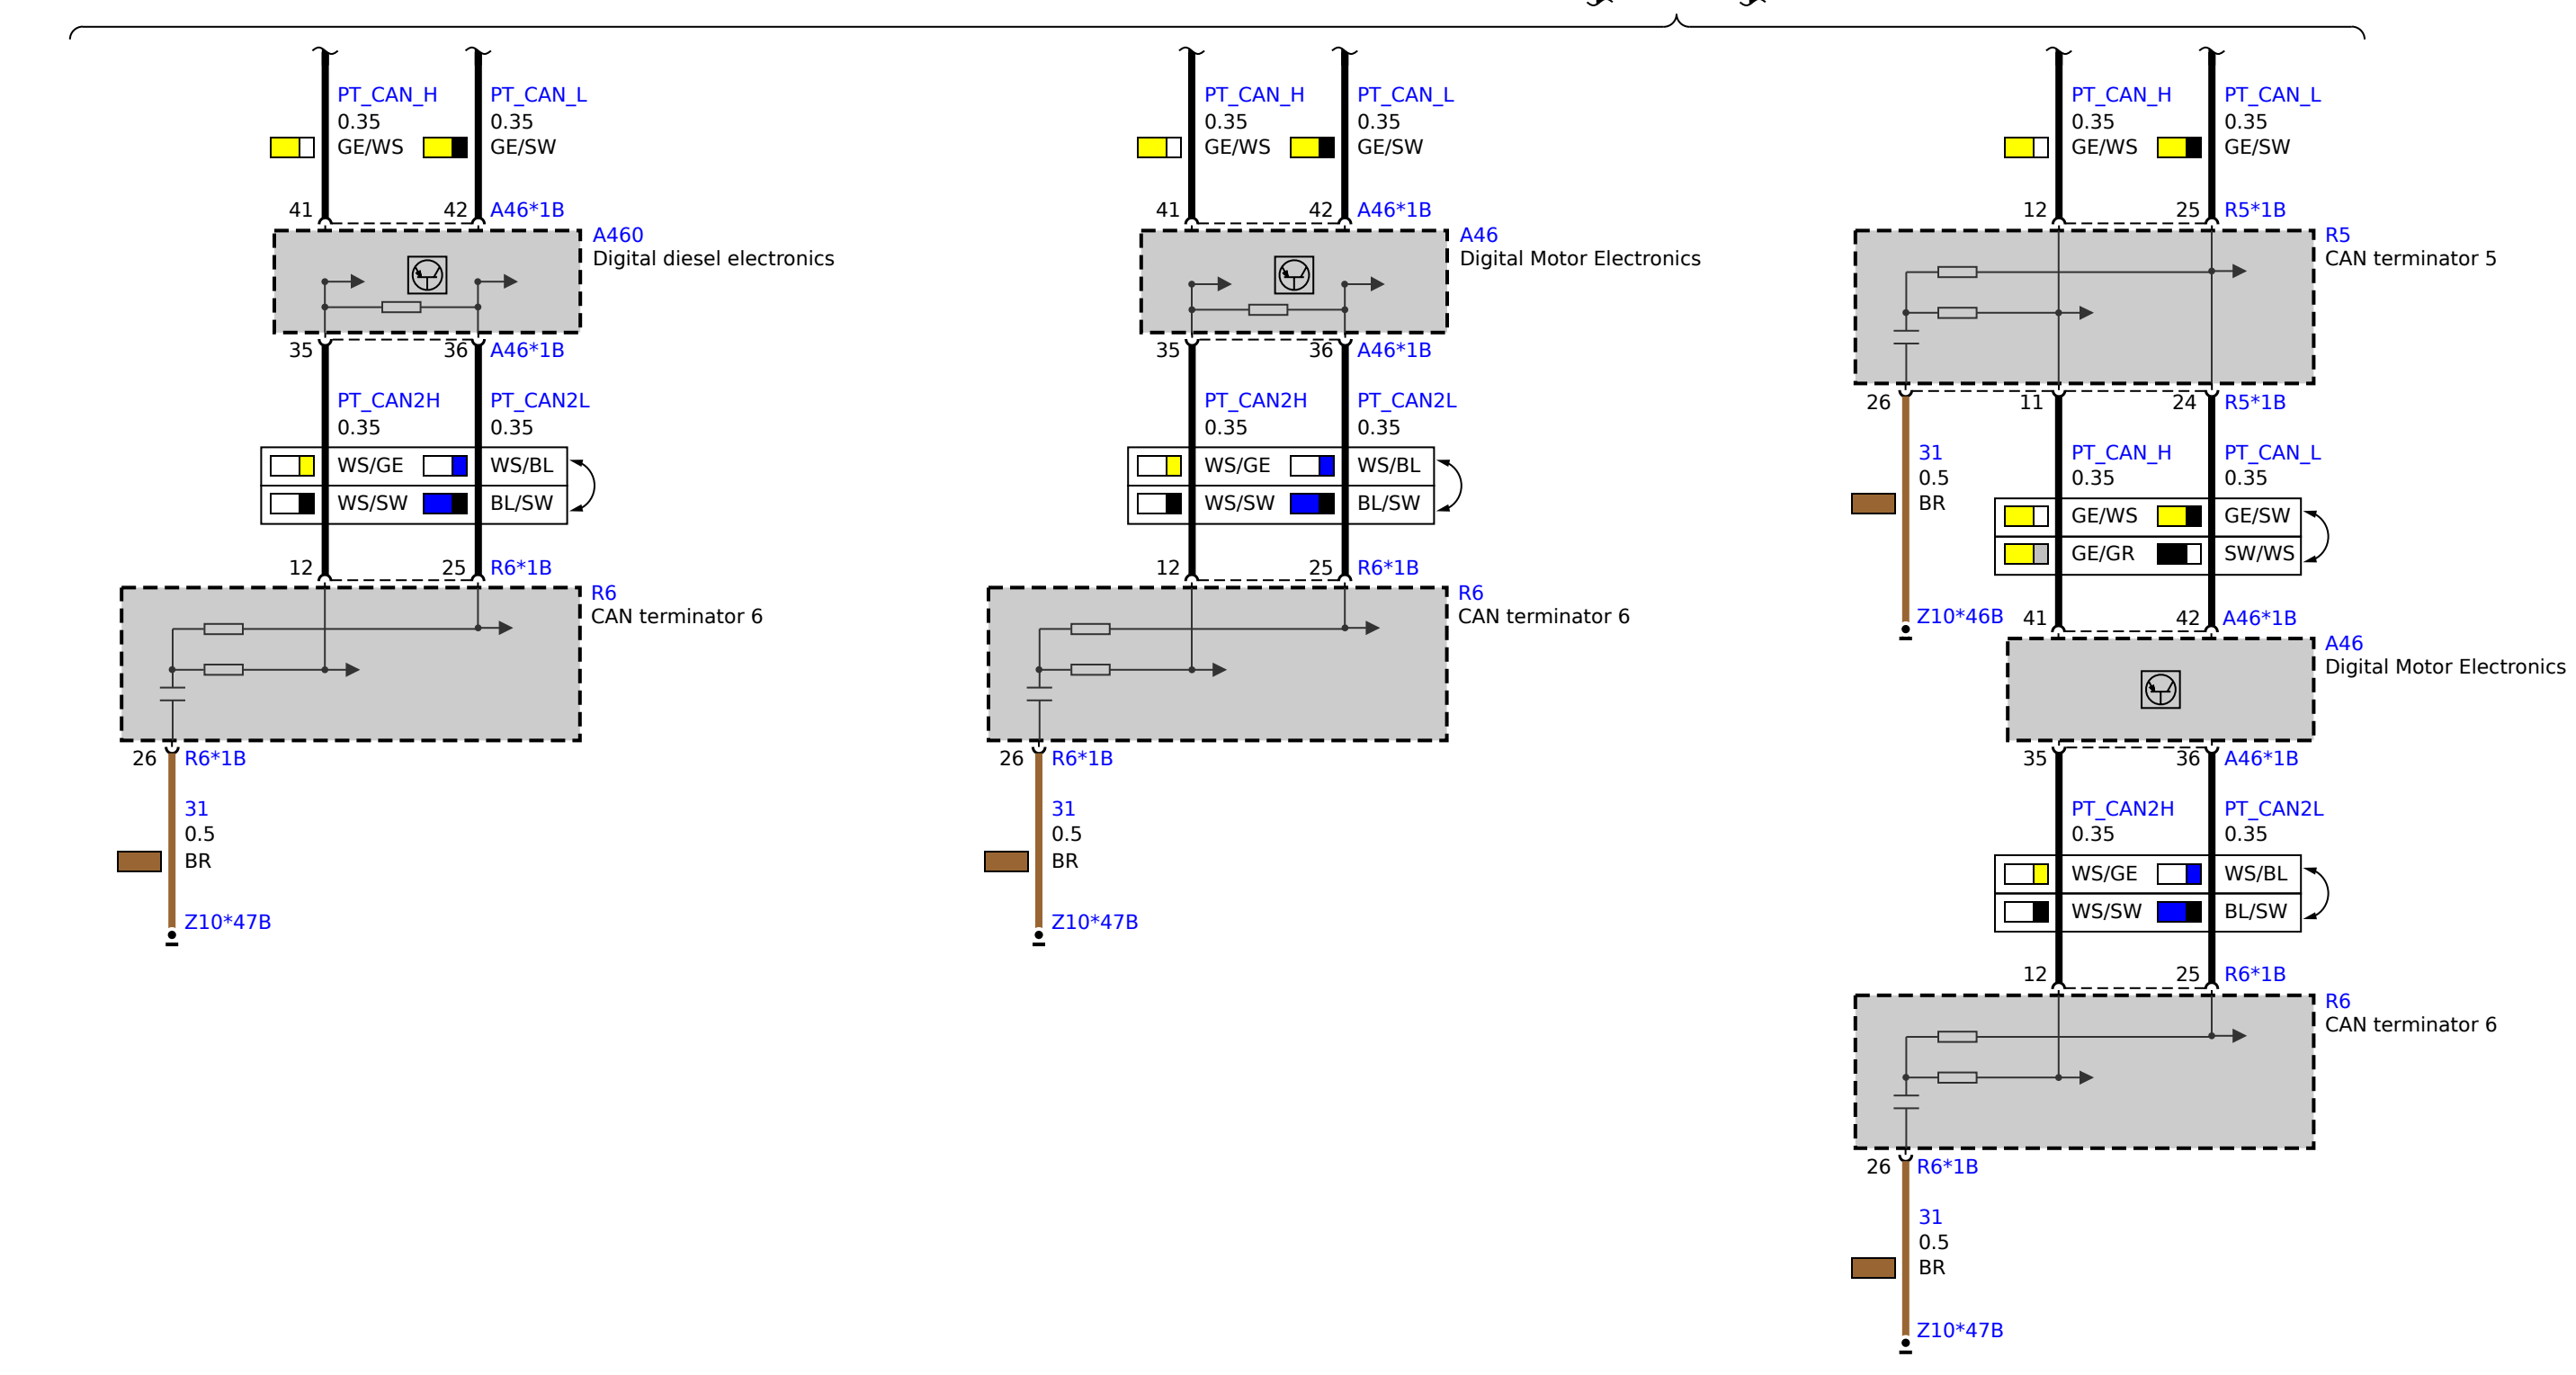 PT_CAN_H PT_CAN_L
0.35 0.35
GE/WS GE/SW
41 42 A46*1B
A460
Digital diesel electronics
35 36 A46*1B
PT_CAN2H PT_CAN2L
0.35 0.35
WS/GE WS/BL
WS/SW BL/SW
12 25 R6*1B
R6
CAN terminator 6
26 R6*1B
31
0.5
BR
Z10*47B
PT_CAN_H PT_CAN_L
0.35 0.35
GE/WS GE/SW
41 42 A46*1B
A46
Digital Motor Electronics
35 36 A46*1B
PT_CAN2H PT_CAN2L
0.35 0.35
WS/GE WS/BL
WS/SW BL/SW
12 25 R6*1B
R6
CAN terminator 6
26 R6*1B
31
0.5
BR
Z10*47B
PT_CAN_H PT_CAN_L
0.35 0.35
GE/WS GE/SW
12 25 R5*1B
R5
CAN terminator 5
26 11 24 R5*1B
31 PT_CAN_H PT_CAN_L
0.5 0.35 0.35
BR GE/WS GE/SW
GE/GR SW/WS
Z10*46B 41 42 A46*1B
A46
Digital Motor Electronics
35 36 A46*1B
PT_CAN2H PT_CAN2L
0.35 0.35
WS/GE WS/BL
WS/SW BL/SW
12 25 R6*1B
R6
CAN terminator 6
26 R6*1B
31
0.5
BR
Z10*47B